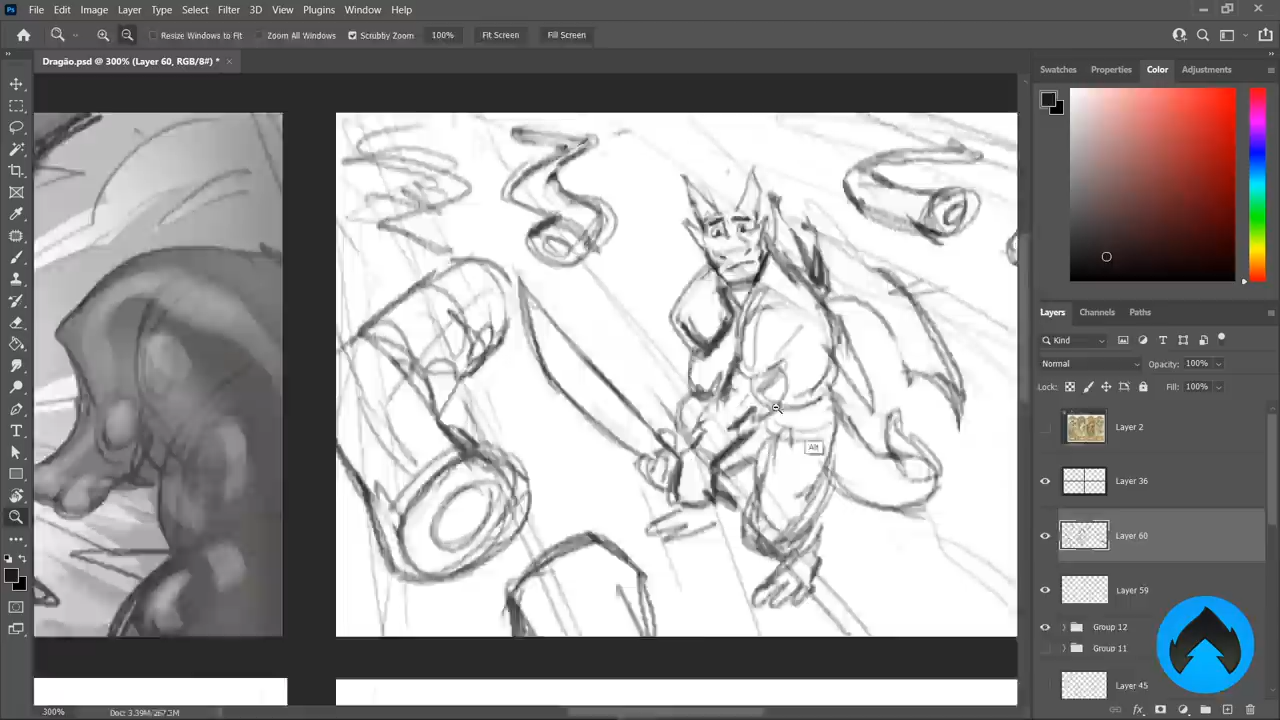 Ps File Edit Image Layer Type Select Filter 3D View Plugins Window Help
Resize Windows to Fit Zoom All Windows Scrubby Zoom 100% Fit Screen Fill Screen
Dragão.psd @ 300% (Layer 60, RGB/8#) * ×
Swatches Properties Color Adjustments
Layers Channels Paths
Kind
Normal Opacity: 100%
Lock: Fill: 100%
Layer 2
Alt
Layer 36
Layer 60
Layer 59
Group 12
Group 11
Layer 45
fx
300%